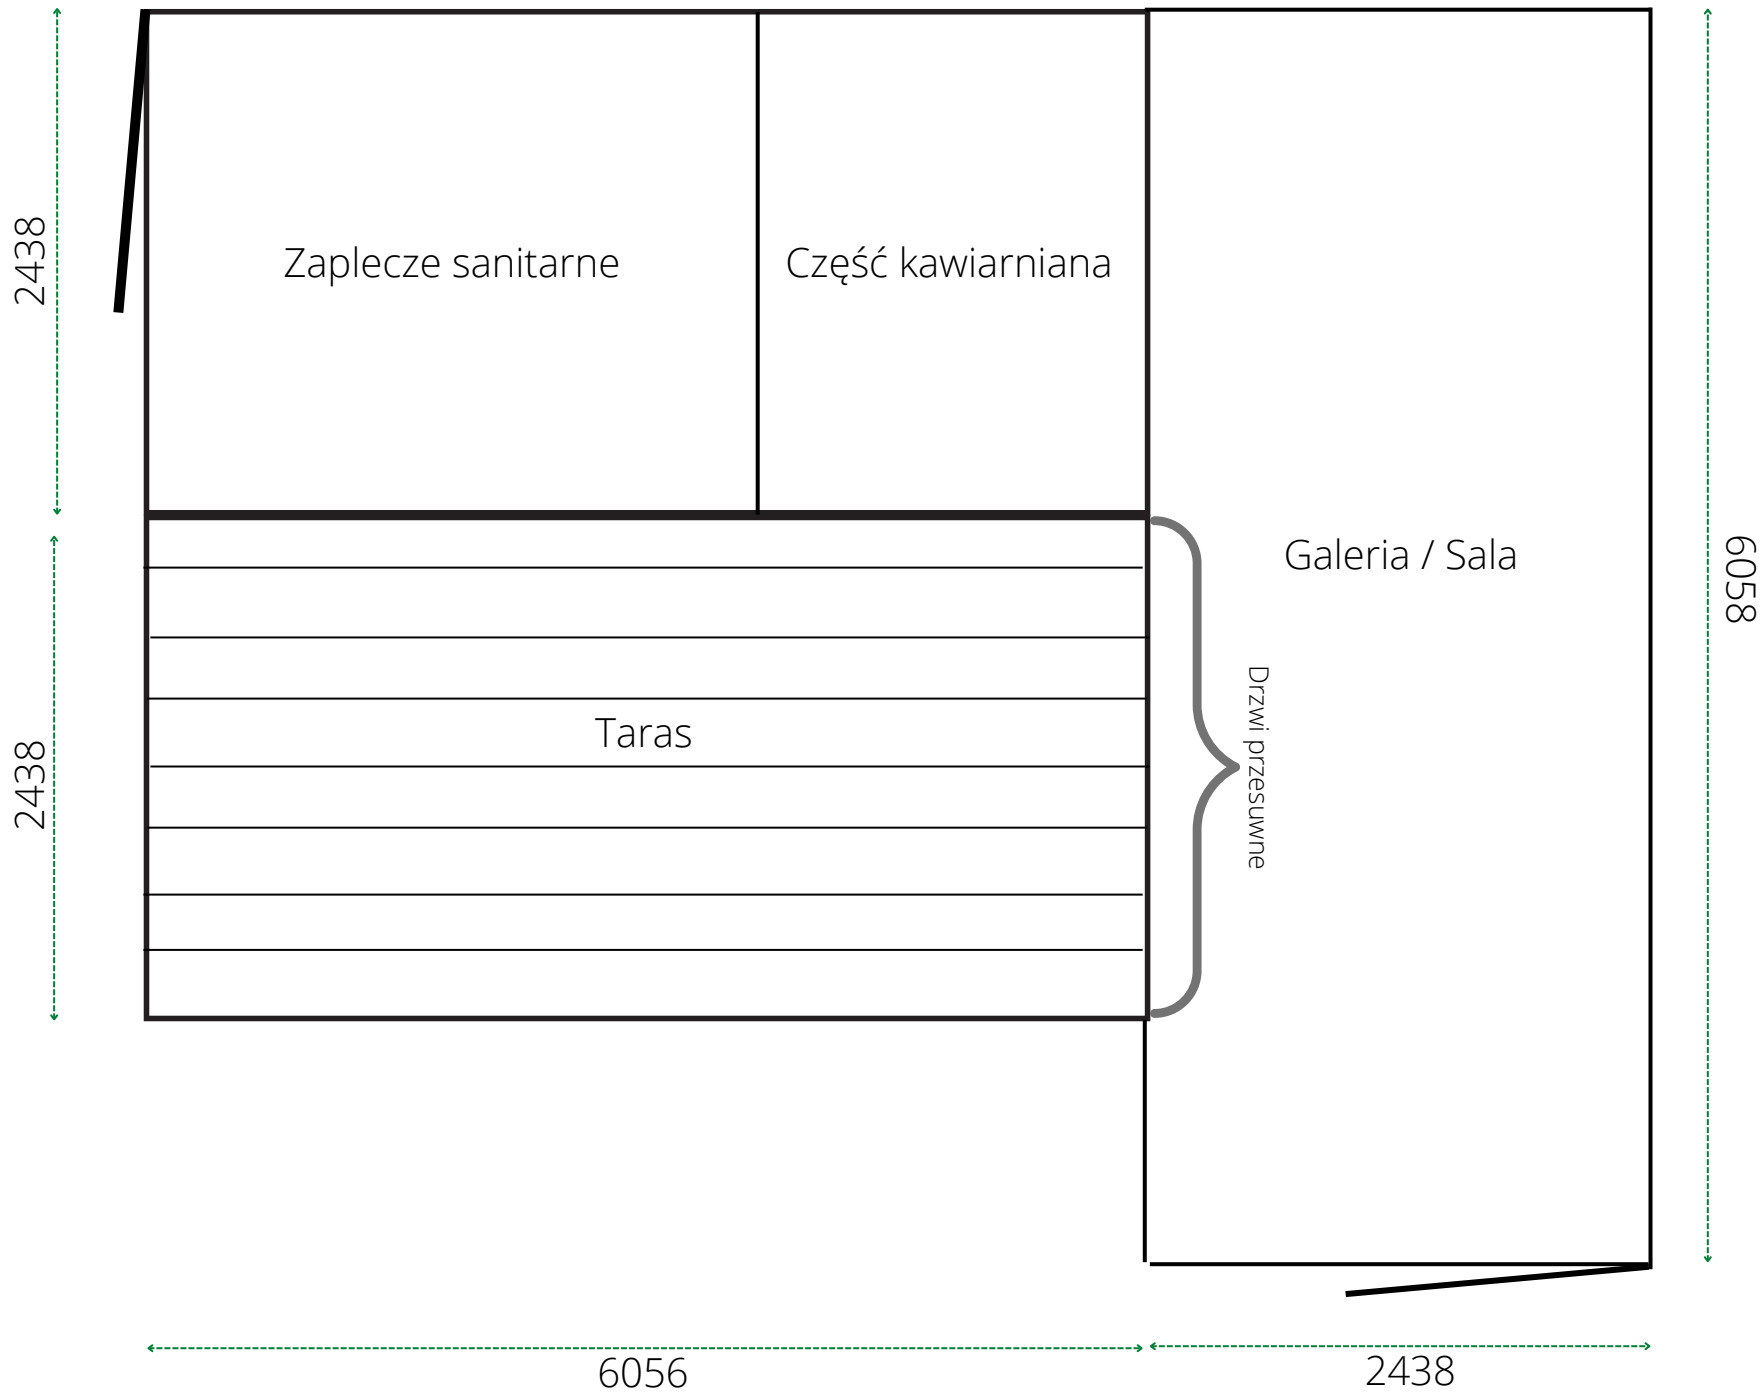 2438
Zaplecze sanitarne
Część kawiarniana
Galeria / Sala
6058
Drzwi przesuwne
Taras
2438
6056
2438